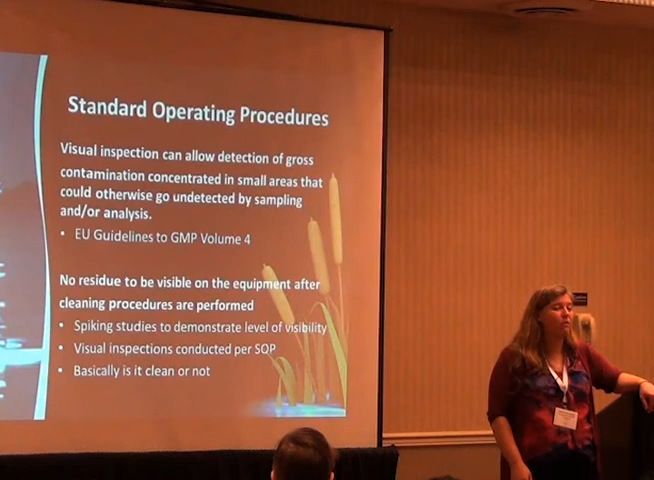 Standard Operating Procedures
Visual inspection can allow detection of gross
contamination concentrated in small areas that
could otherwise go undetected by sampling
and/or analysis.
• EU Guidelines to GMP Volume 4
No residue to be visible on the equipment after
cleaning procedures are performed
• Spiking studies to demonstrate level of visibility
• Visual inspections conducted per SOP
• Basically is it clean or not